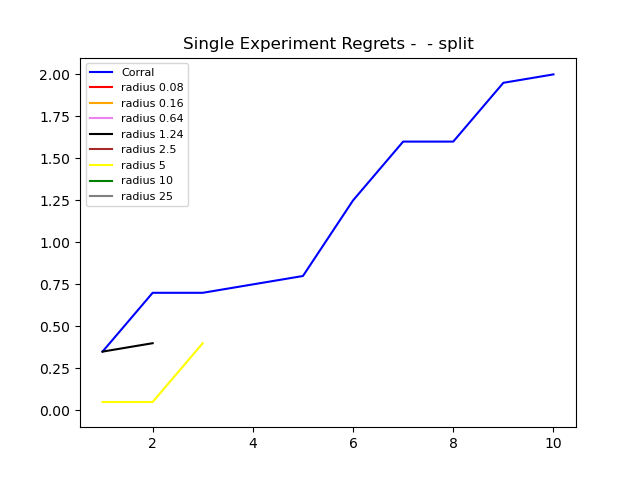 Single Experiment Regrets -  - split
Corral
radius 0.08
radius 0.16
radius 0.64
radius 1.24
radius 2.5
radius 5
radius 10
radius 25
2.00
1.75
1.50
1.25
1.00
0.75
0.50
0.25
0.00
2 4 6 8 10